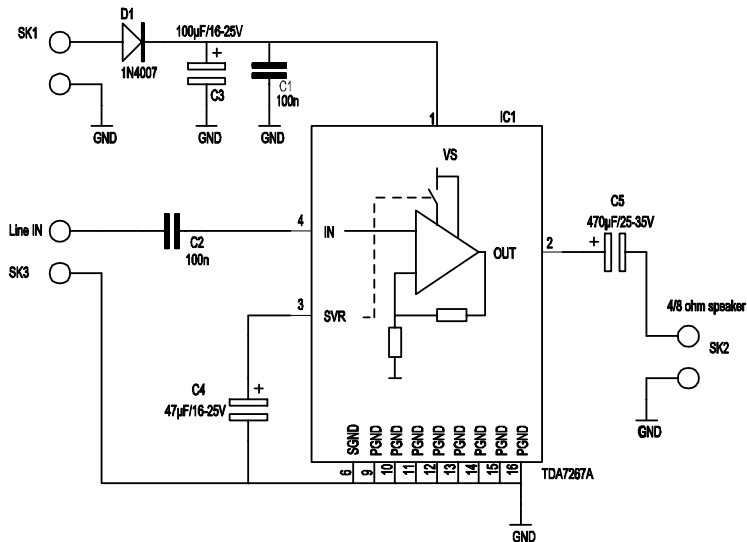 D1
SK1
100µF/16-25V
+
1N4007
C3
C1
100n
GND
GND
GND
1
IC1
VS
Line IN
C2
100n
4
IN
OUT
2
C5
470µF/25-35V
+
SK3
3
SVR
4/8 ohm speaker
SK2
C4
47µF/16-25V
+
GND
SGND
PGND
PGND
PGND
PGND
PGND
PGND
PGND
PGND
6
9
10
11
12
13
14
15
16
TDA7267A
GND